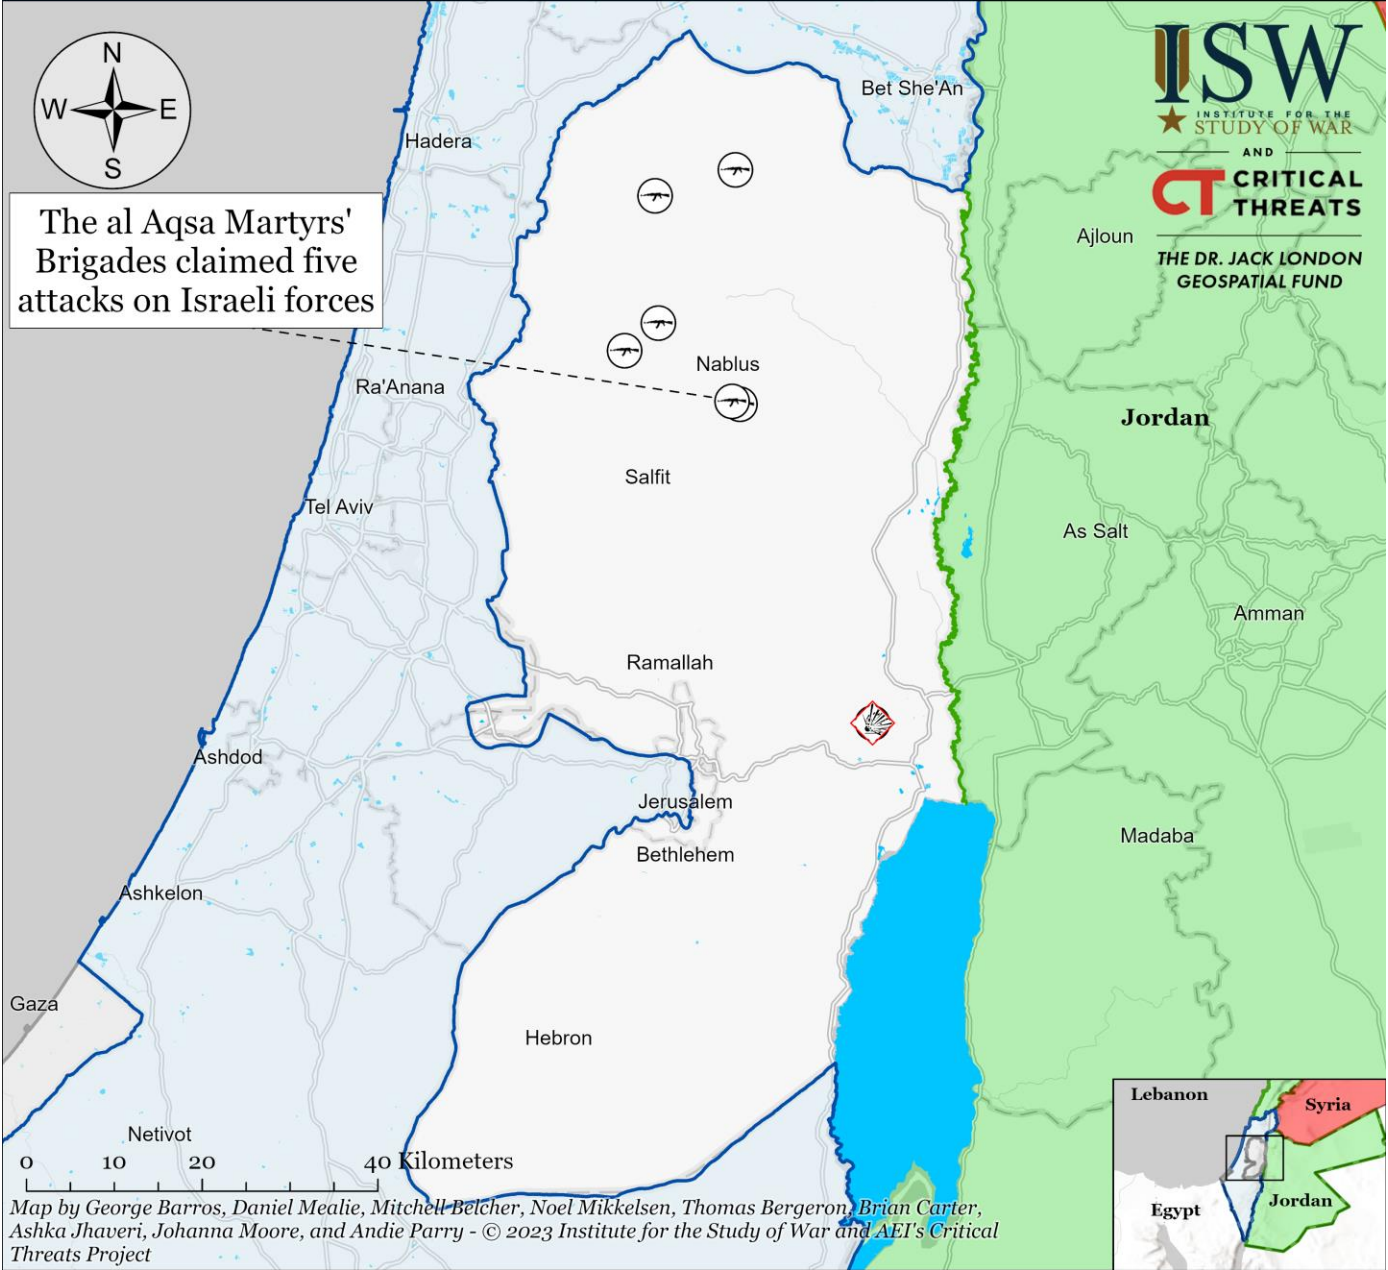 N
W E
S
The al Aqsa Martyrs'
Brigades claimed five
attacks on Israeli forces
ISW
INSTITUTE FOR THE
STUDY OF WAR
AND
CT CRITICAL
THREATS
THE DR. JACK LONDON
GEOSPATIAL FUND
Bet She'An
Hadera
Ajloun
Nablus
Ra'Anana
Jordan
Salfit
Tel Aviv
As Salt
Amman
Ramallah
Ashdod
Jerusalem
Madaba
Bethlehem
Ashkelon
Gaza
Hebron
Netivot
0 10 20 40 Kilometers
Lebanon
Syria
Egypt
Jordan
Map by George Barros, Daniel Mealie, Mitchell Belcher, Noel Mikkelsen, Thomas Bergeron, Brian Carter,
Ashka Jhaveri, Johanna Moore, and Andie Parry - © 2023 Institute for the Study of War and AEI's Critical
Threats Project